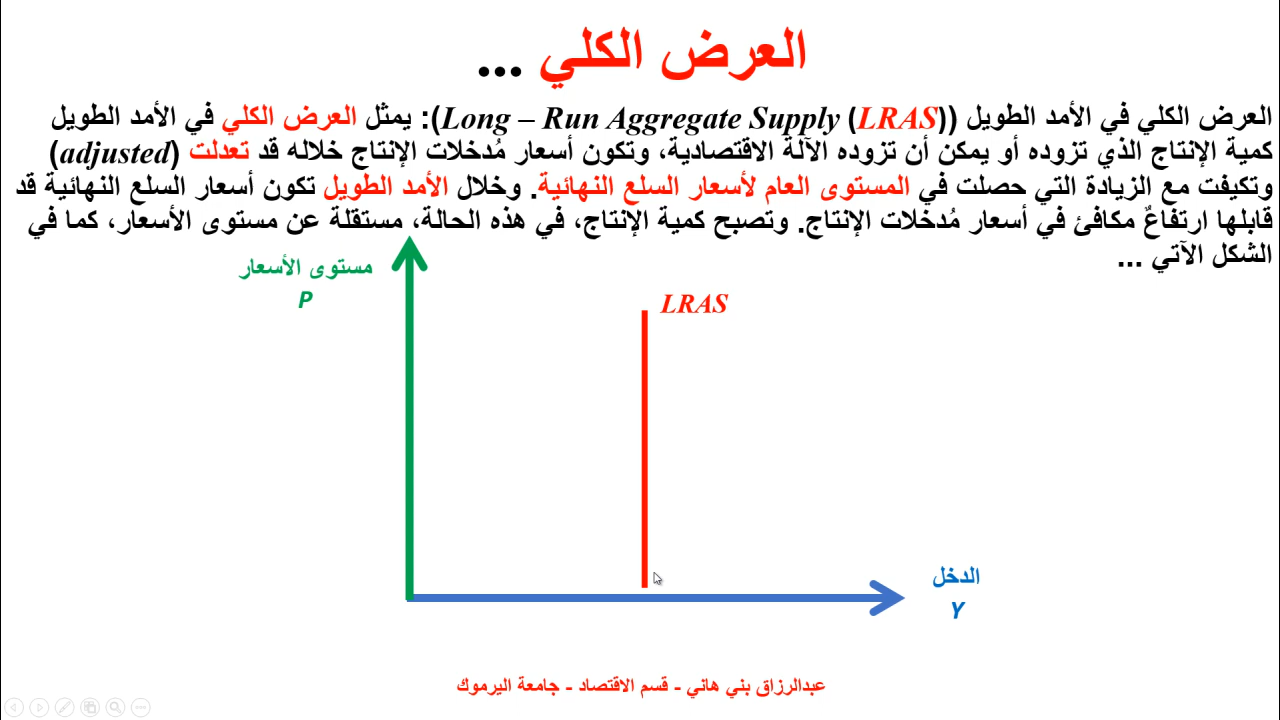 العرض الكلي ...
العرض الكلي في الأمد الطويل (Long – Run Aggregate Supply (LRAS)): يمثل العرض الكلي في الأمد الطويل
كمية الإنتاج الذي تزوده أو يمكن أن تزوده الآلة الاقتصادية، وتكون أسعار مُدخلات الإنتاج خلاله قد تعدلت (adjusted)
وتكيفت مع الزيادة التي حصلت في المستوى العام لأسعار السلع النهائية. وخلال الأمد الطويل تكون أسعار السلع النهائية قد
قابلها ارتفاعٌ مكافئ في أسعار مُدخلات الإنتاج. وتصبح كمية الإنتاج، في هذه الحالة، مستقلة عن مستوى الأسعار، كما في
الشكل الآتي ...
مستوى الأسعار
P
LRAS
الدخل
Y
عبدالرزاق بني هاني - قسم الاقتصاد - جامعة اليرموك